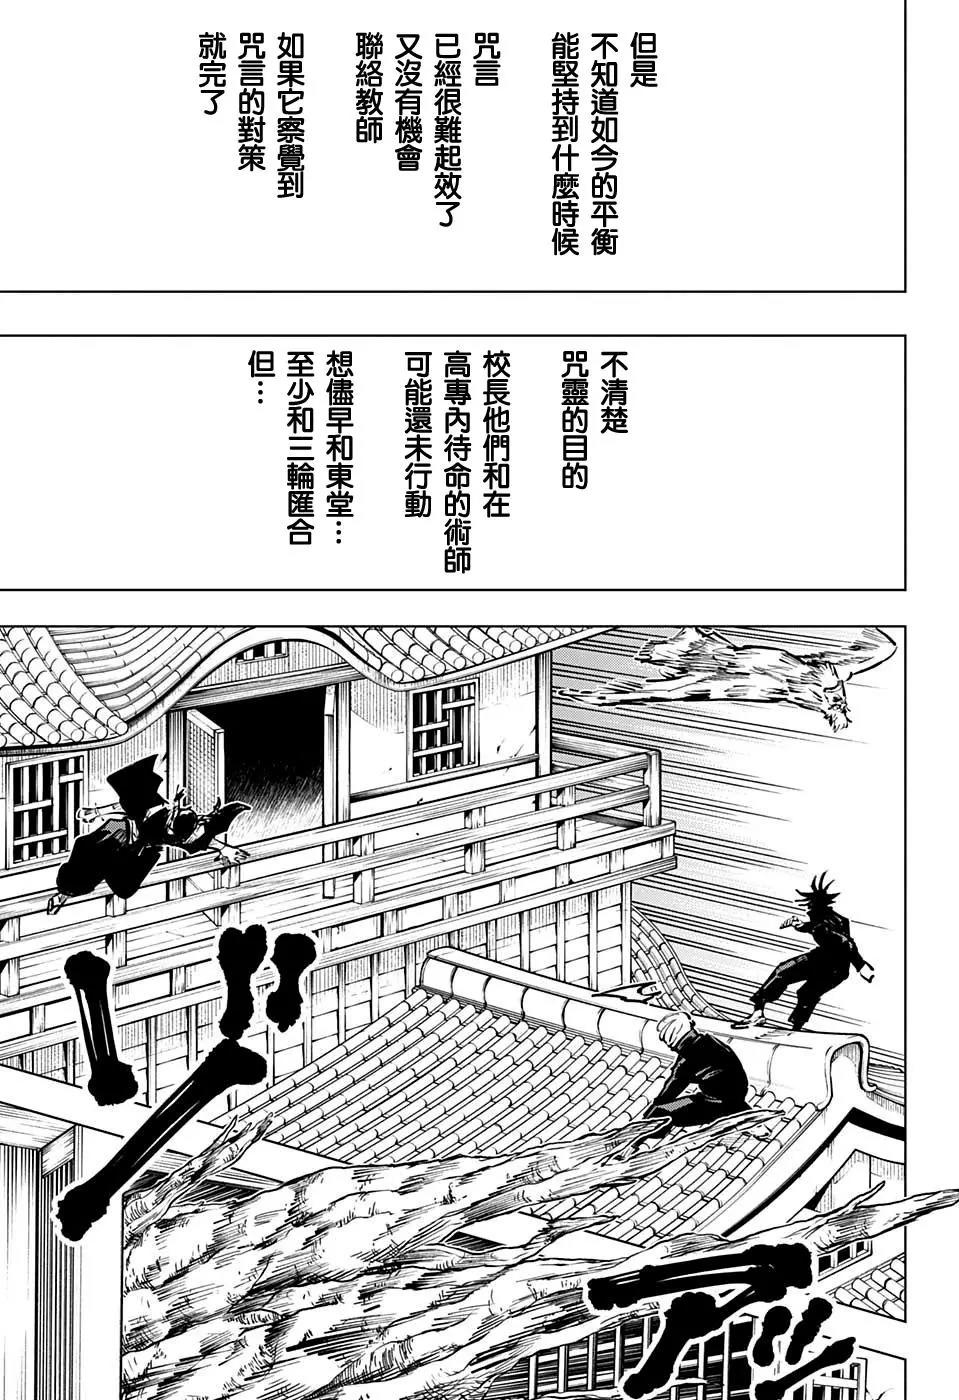 但是
不知道如今的平衡
能堅持到什麼時候
咒言
已經很難起效了
又沒有機會
聯絡教師
如果它察覺到
咒言的對策
就完了
不清楚
咒靈的目的
校長他們和在
高專內待命的術師
可能還未行動
想儘早和東堂…
至少和三輪匯合
但…